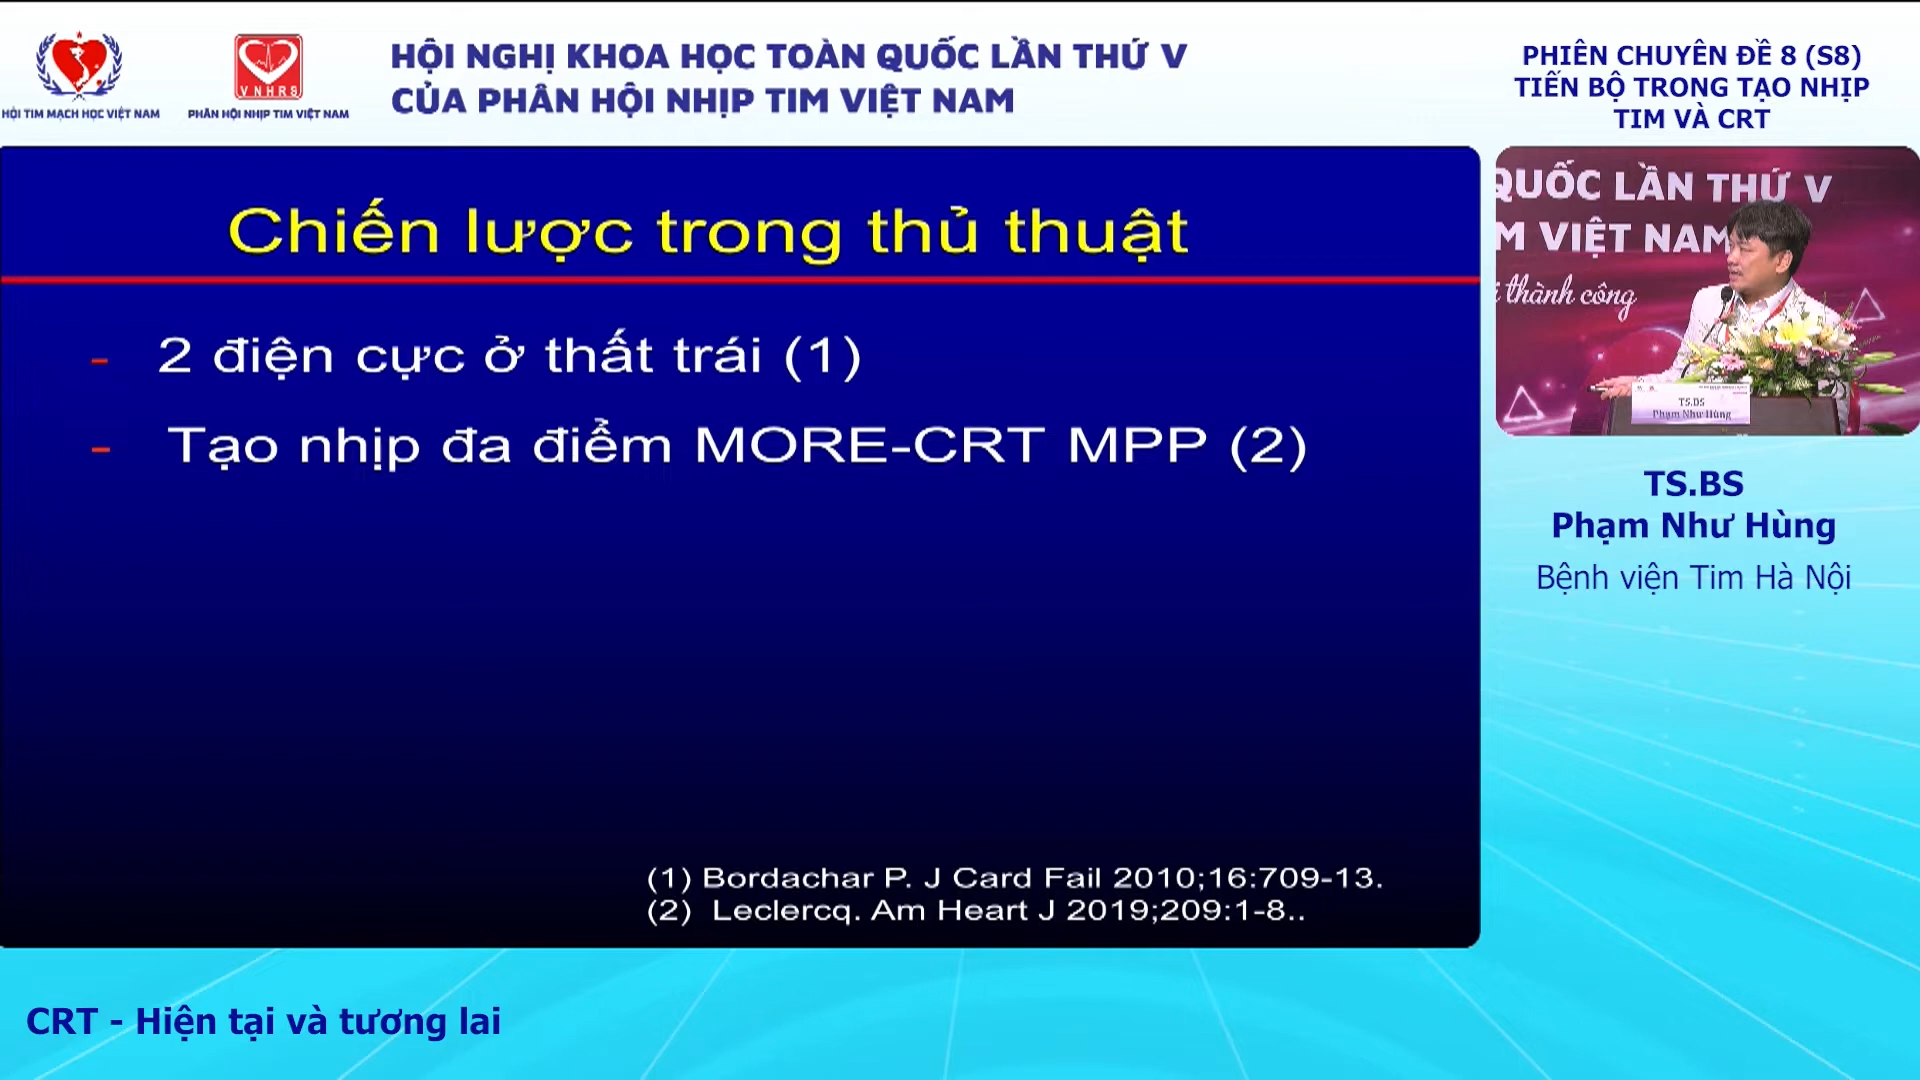 HỘI TIM MẠCH HỌC VIỆT NAM
VNHRS
PHÂN HỘI NHỊP TIM VIỆT NAM
HỘI NGHỊ KHOA HỌC TOÀN QUỐC LẦN THỨ V
CỦA PHÂN HỘI NHỊP TIM VIỆT NAM
PHIÊN CHUYÊN ĐỀ 8 (S8)
TIẾN BỘ TRONG TẠO NHỊP
TIM VÀ CRT
Chiến lược trong thủ thuật
- 2 điện cực ở thất trái (1)
- Tạo nhịp đa điểm MORE-CRT MPP (2)
(1) Bordachar P. J Card Fail 2010;16:709-13.
(2) Leclercq. Am Heart J 2019;209:1-8..
QUỐC LẦN THỨ V
M VIỆT NAM
thành công
TS.BS
Phạm Như Hùng
TS.BS
Phạm Như Hùng
Bệnh viện Tim Hà Nội
CRT - Hiện tại và tương lai